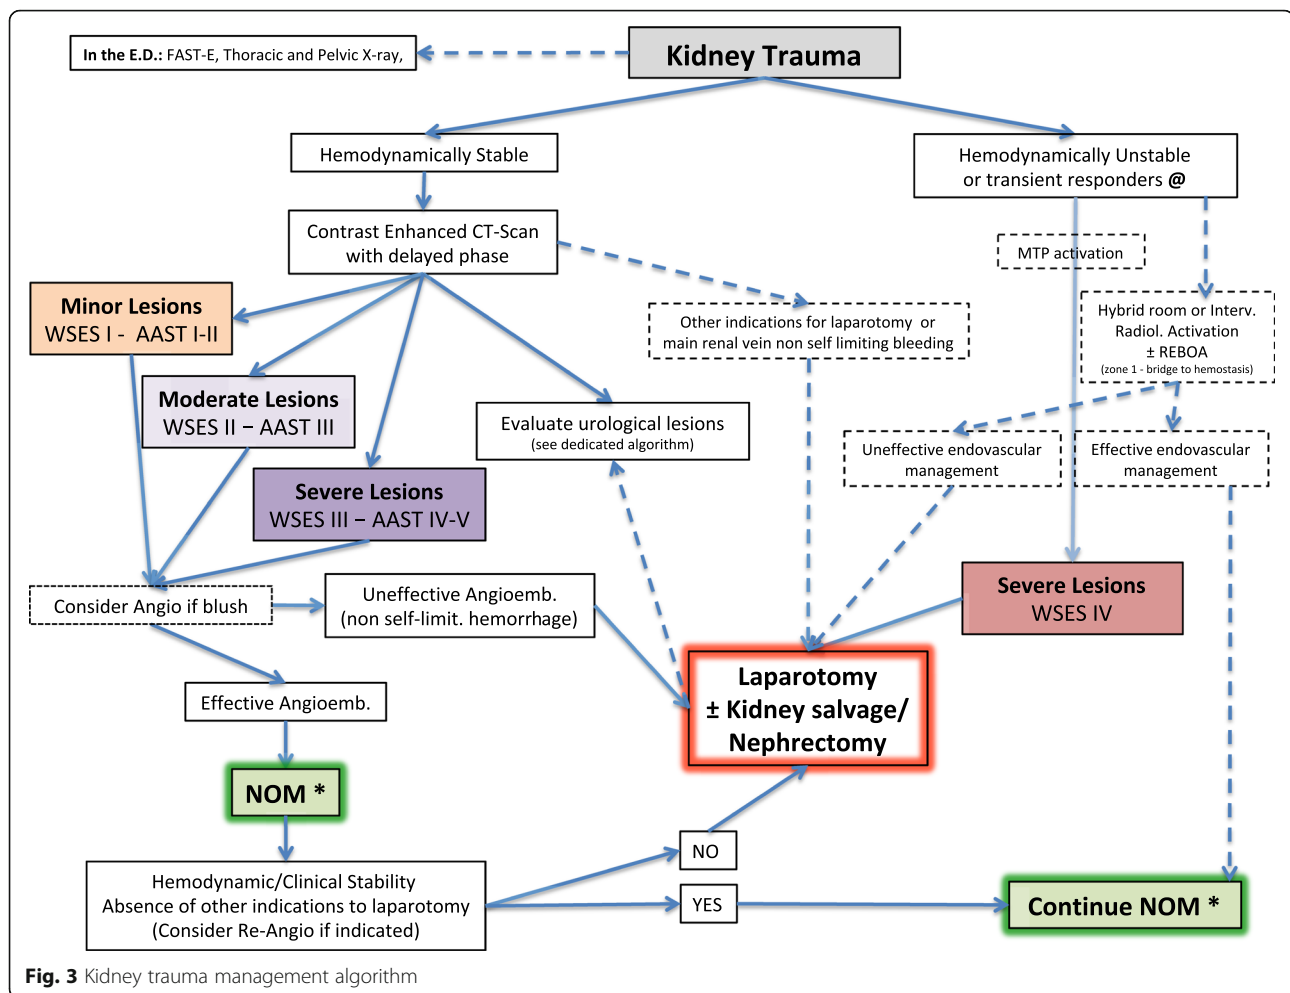 Kidney Trauma
In the E.D.: FAST-E, Thoracic and Pelvic X-ray,
Hemodynamically Stable
Hemodynamically Unstable
or transient responders @
Contrast Enhanced CT-Scan
with delayed phase
MTP activation
Minor Lesions
WSES I - AAST I-II
Other indications for laparotomy or
main renal vein non self limiting bleeding
Hybrid room or Interv.
Radiol. Activation
± REBOA
(zone 1 - bridge to hemostasis)
Moderate Lesions
WSES II – AAST III
Evaluate urological lesions
(see dedicated algorithm)
Uneffective endovascular
management
Effective endovascular
management
Severe Lesions
WSES III – AAST IV-V
Consider Angio if blush
Uneffective Angioemb.
(non self-limit. hemorrhage)
Severe Lesions
WSES IV
Laparotomy
± Kidney salvage/
Nephrectomy
Effective Angioemb.
NOM *
Hemodynamic/Clinical Stability
Absence of other indications to laparotomy
(Consider Re-Angio if indicated)
NO
YES
Continue NOM *
Fig. 3 Kidney trauma management algorithm